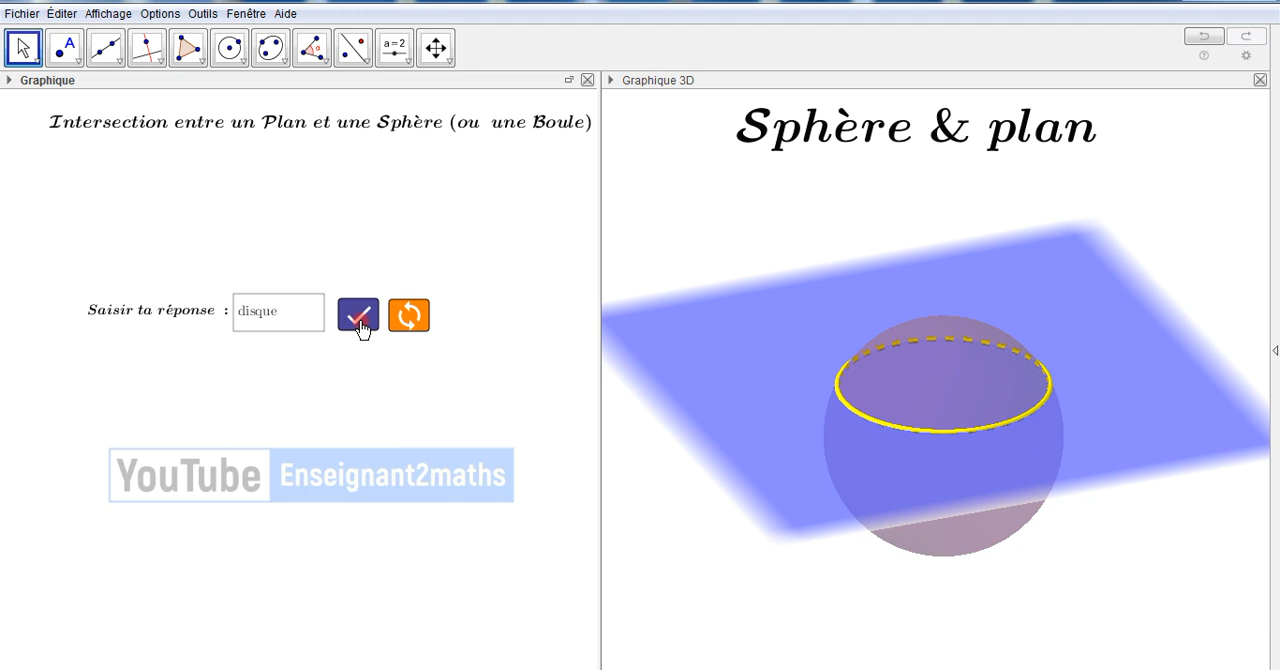 Fichier Éditer Affichage Options Outils Fenêtre Aide
A
α
a=2
Graphique
Graphique 3D
Intersection entre un Plan et une Sphère (ou une Boule)
Sphère & plan
Saisir ta réponse : disque
YouTube Enseignant2maths